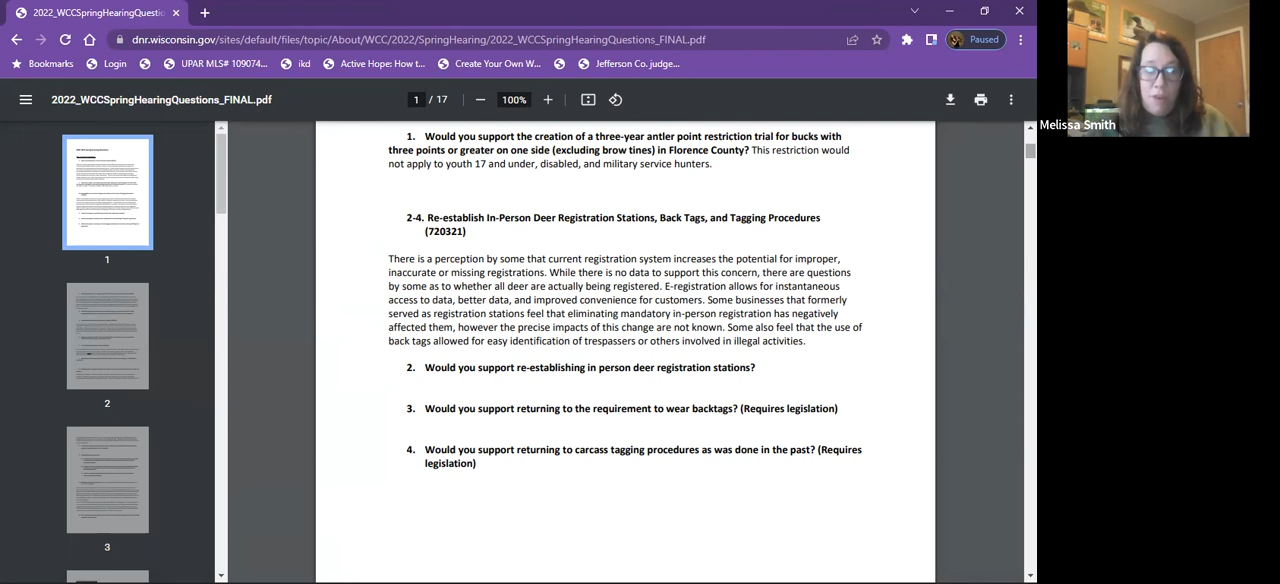 2022_WCCSpringHearingQuestio
dnr.wisconsin.gov/sites/default/files/topic/About/WCC/2022/SpringHearing/2022_WCCSpringHearingQuestions_FINAL.pdf
Paused
Bookmarks Login UPAR MLS# 109074... ikd Active Hope: How t... Create Your Own W... Jefferson Co. judge...
2022_WCCSpringHearingQuestions_FINAL.pdf 1 / 17 100%
Melissa Smith
1. Would you support the creation of a three-year antler point restriction trial for bucks with
three points or greater on one side (excluding brow tines) in Florence County? This restriction would
not apply to youth 17 and under, disabled, and military service hunters.
2-4. Re-establish In-Person Deer Registration Stations, Back Tags, and Tagging Procedures
(720321)
There is a perception by some that current registration system increases the potential for improper,
inaccurate or missing registrations. While there is no data to support this concern, there are questions
by some as to whether all deer are actually being registered. E-registration allows for instantaneous
access to data, better data, and improved convenience for customers. Some businesses that formerly
served as registration stations feel that eliminating mandatory in-person registration has negatively
affected them, however the precise impacts of this change are not known. Some also feel that the use of
back tags allowed for easy identification of trespassers or others involved in illegal activities.
2. Would you support re-establishing in person deer registration stations?
3. Would you support returning to the requirement to wear backtags? (Requires legislation)
4. Would you support returning to carcass tagging procedures as was done in the past? (Requires
legislation)
1
2
3